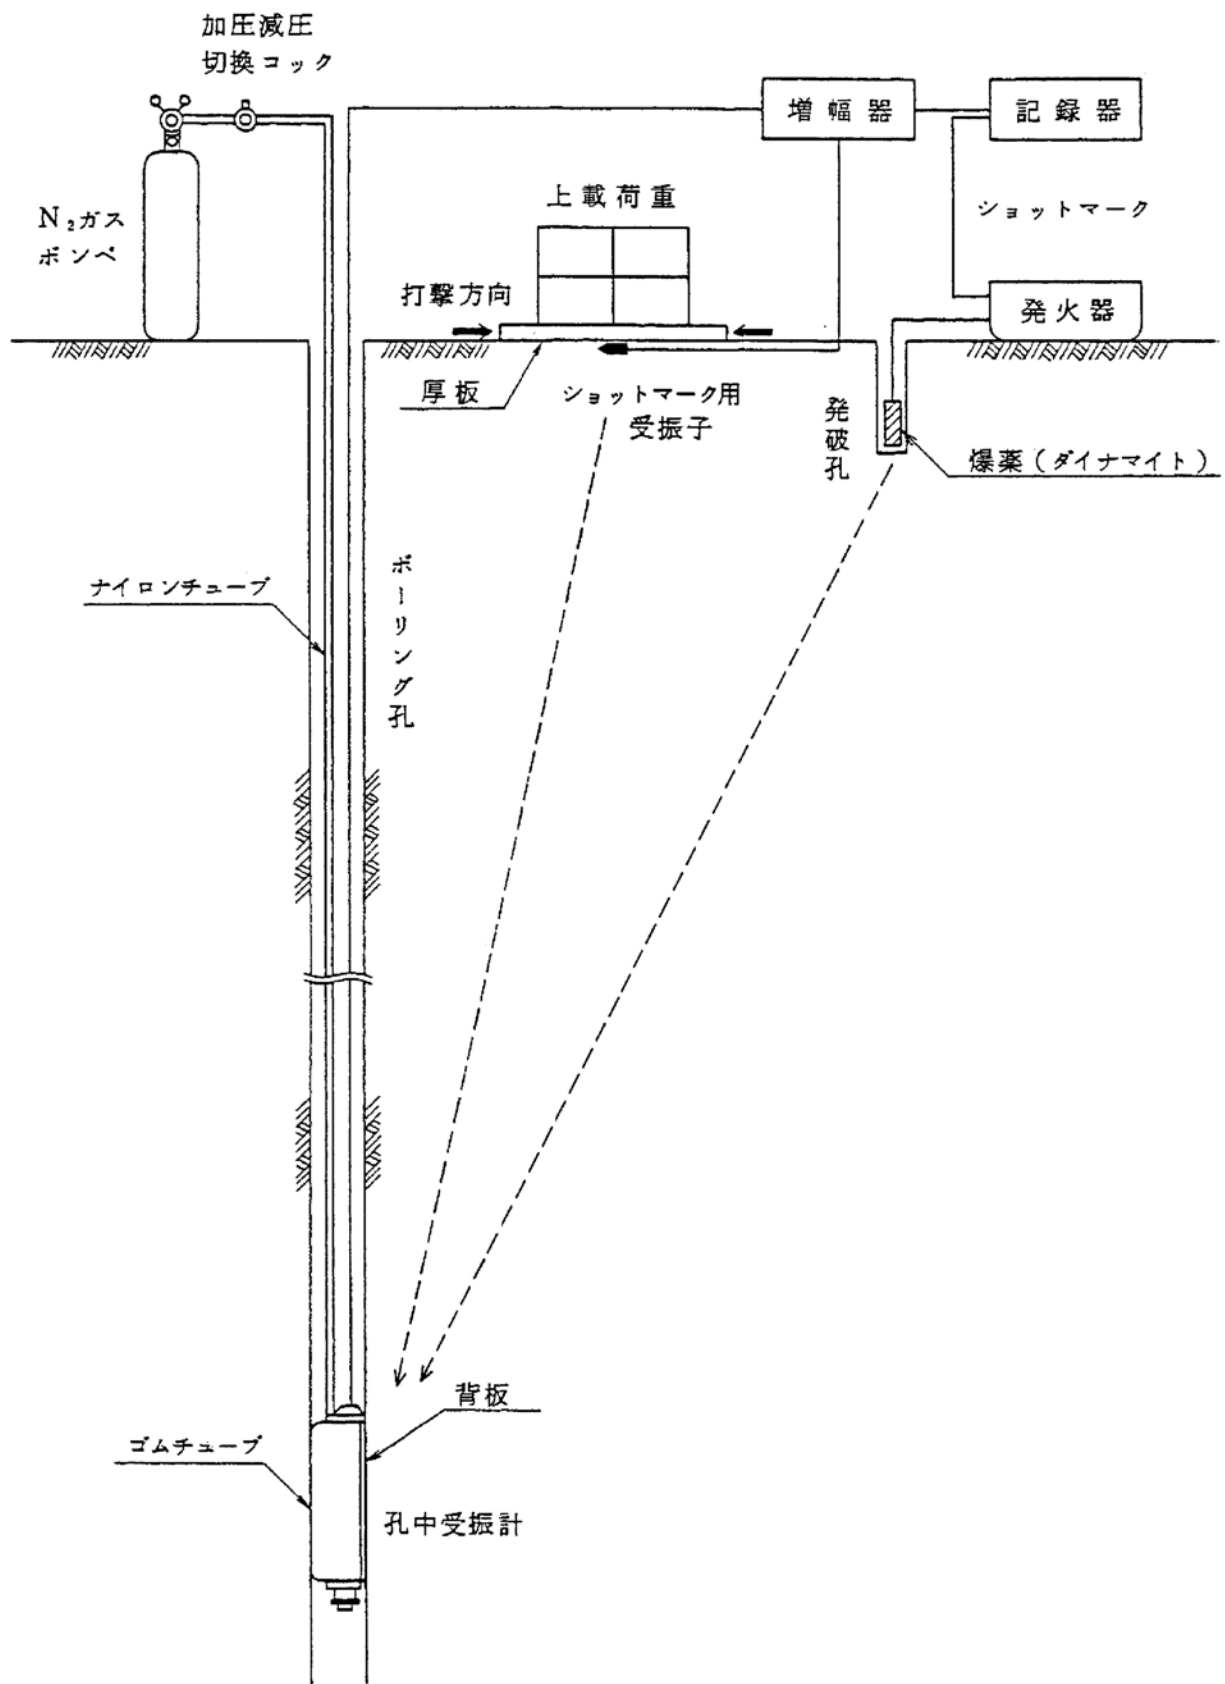 加圧減圧
切換コック
増幅器
記録器
N₂ガス
ボンベ
上載荷重
ショットマーク
打撃方向
発火器
厚板
ショットマーク用
受振子
発破孔
爆薬(ダイナマイト)
ナイロンチューブ
ボーリング孔
背板
ゴムチューブ
孔中受振計